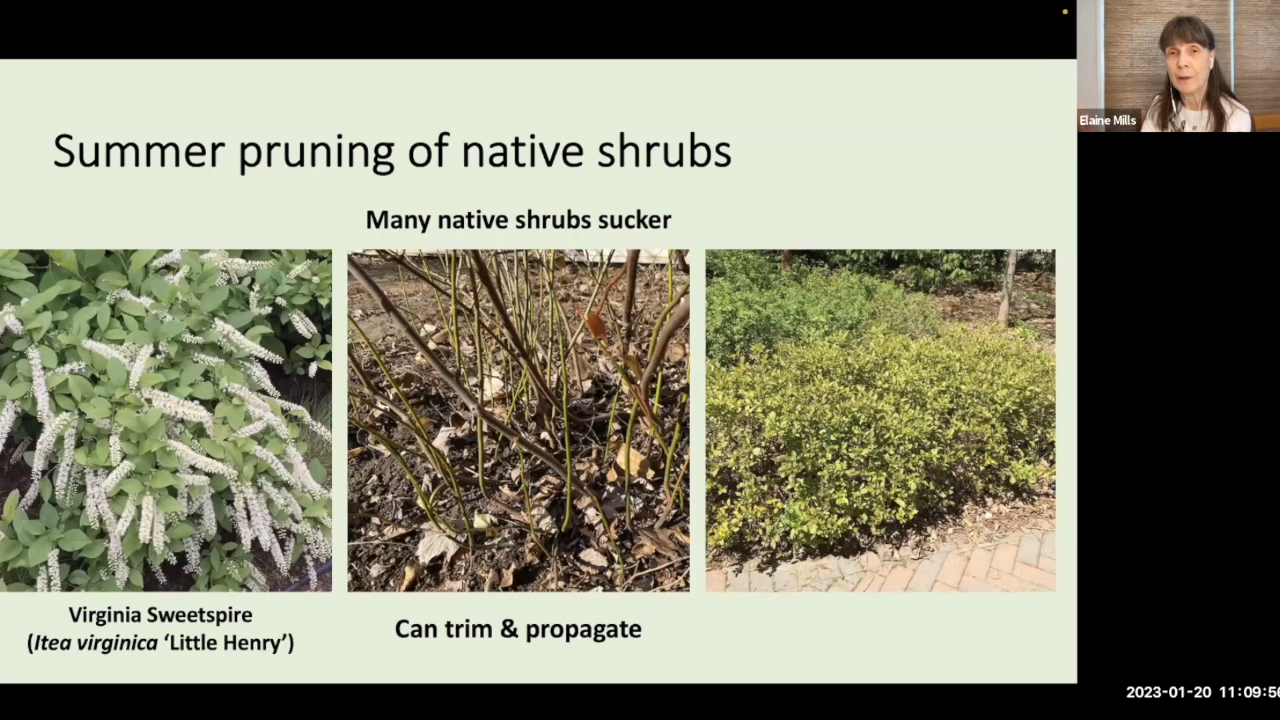 Elaine Mills
Summer pruning of native shrubs
Many native shrubs sucker
Virginia Sweetspire
(Itea virginica ‘Little Henry’)
Can trim & propagate
2023-01-20 11:09:56